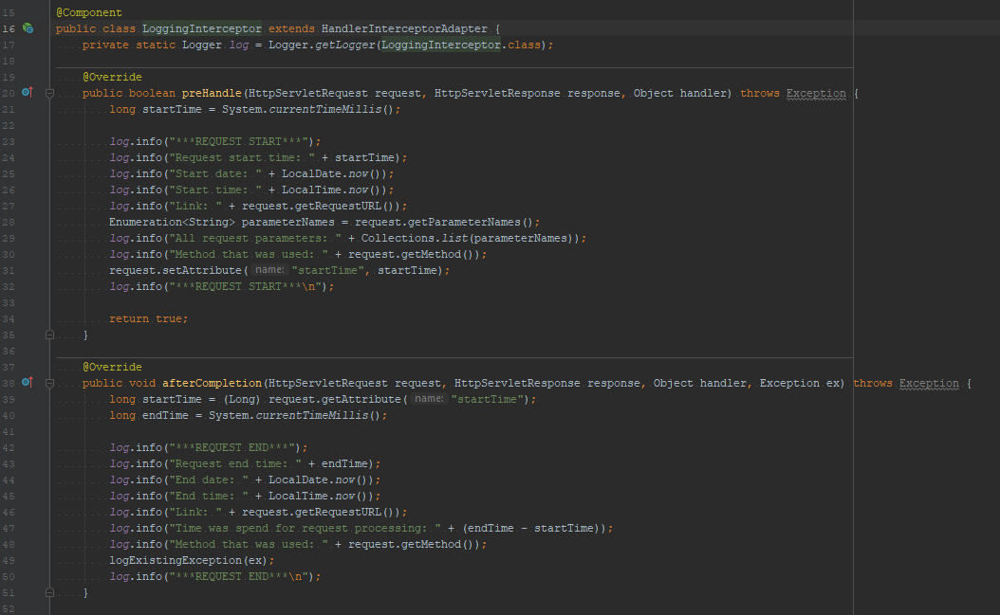 15 @Component
16 public class LoggingInterceptor extends HandlerInterceptorAdapter {
17 private static Logger log = Logger.getLogger(LoggingInterceptor.class);
18
19 @Override
20 public boolean preHandle(HttpServletRequest request, HttpServletResponse response, Object handler) throws Exception {
21 long startTime = System.currentTimeMillis();
22
23 log.info("***REQUEST START***");
24 log.info("Request start time: " + startTime);
25 log.info("Start date: " + LocalDate.now());
26 log.info("Start time: " + LocalTime.now());
27 log.info("Link: " + request.getRequestURL());
28 Enumeration<String> parameterNames = request.getParameterNames();
29 log.info("All request parameters: " + Collections.list(parameterNames));
30 log.info("Method that was used: " + request.getMethod());
31 request.setAttribute( name: "startTime", startTime);
32 log.info("***REQUEST START***\n");
33
34 return true;
35 }
36
37 @Override
38 public void afterCompletion(HttpServletRequest request, HttpServletResponse response, Object handler, Exception ex) throws Exception {
39 long startTime = (Long) request.getAttribute( name: "startTime");
40 long endTime = System.currentTimeMillis();
41
42 log.info("***REQUEST END***");
43 log.info("Request end time: " + endTime);
44 log.info("End date: " + LocalDate.now());
45 log.info("End time: " + LocalTime.now());
46 log.info("Link: " + request.getRequestURL());
47 log.info("Time was spend for request processing: " + (endTime - startTime));
48 log.info("Method that was used: " + request.getMethod());
49 logExistingException(ex);
50 log.info("***REQUEST END***\n");
51 }
52